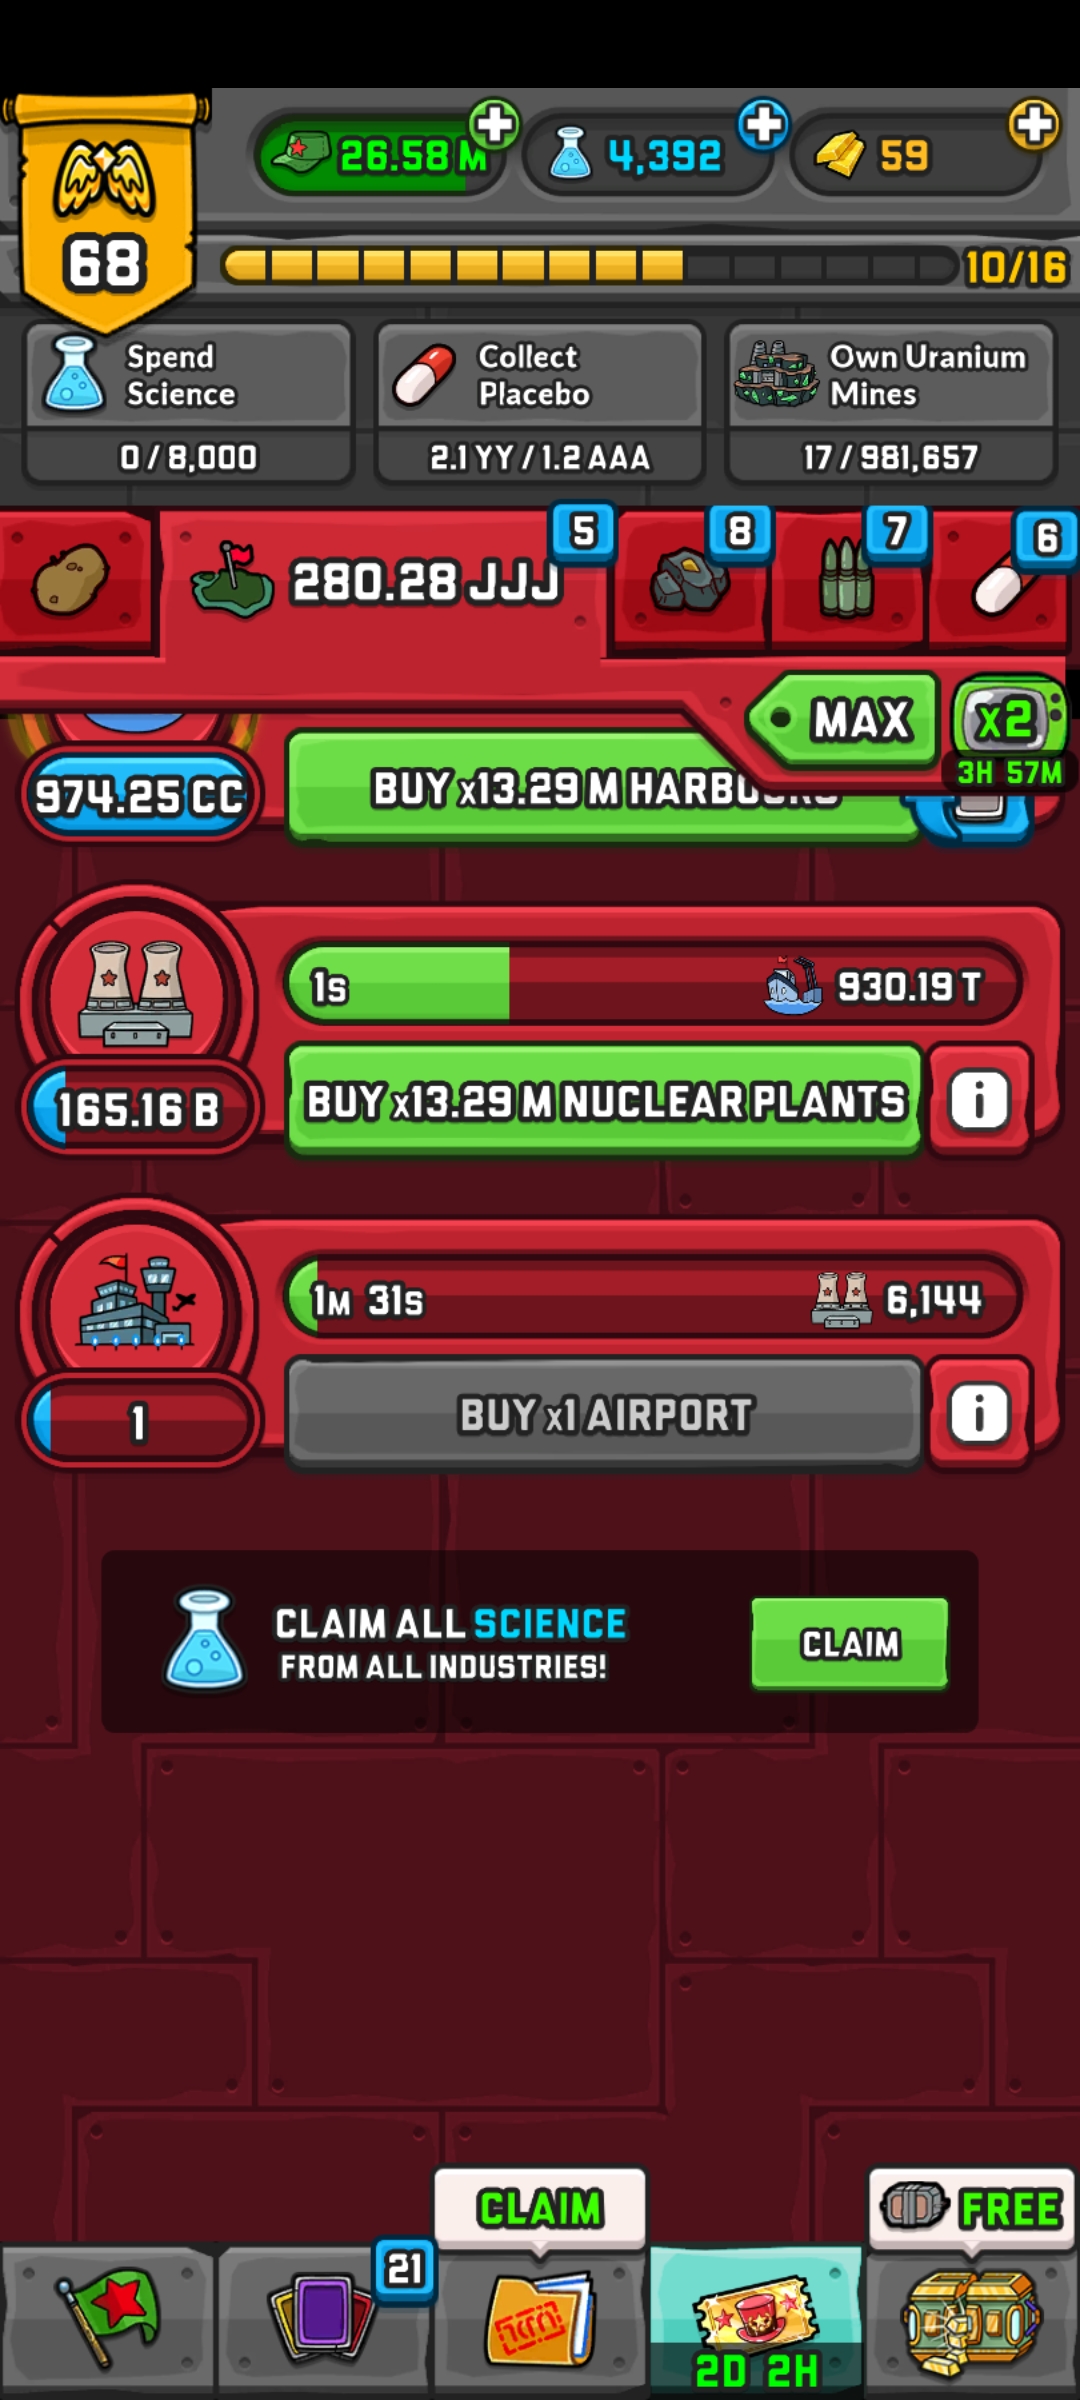 26.58 M
4,392
59
68
10/16
Spend
Science
0 / 8,000
Collect
Placebo
2.1 YY / 1.2 AAA
Own Uranium
Mines
17 / 981,657
280.28 JJJ
5
8
7
6
MAX
x2
3H 57M
974.25 CC
BUY x13.29 M HARBOURS
1s
930.19 T
165.16 B
BUY x13.29 M NUCLEAR PLANTS
i
1M 31s
6,144
1
BUY x1 AIRPORT
i
CLAIM ALL SCIENCE
FROM ALL INDUSTRIES!
CLAIM
CLAIM
FREE
21
2D 2H